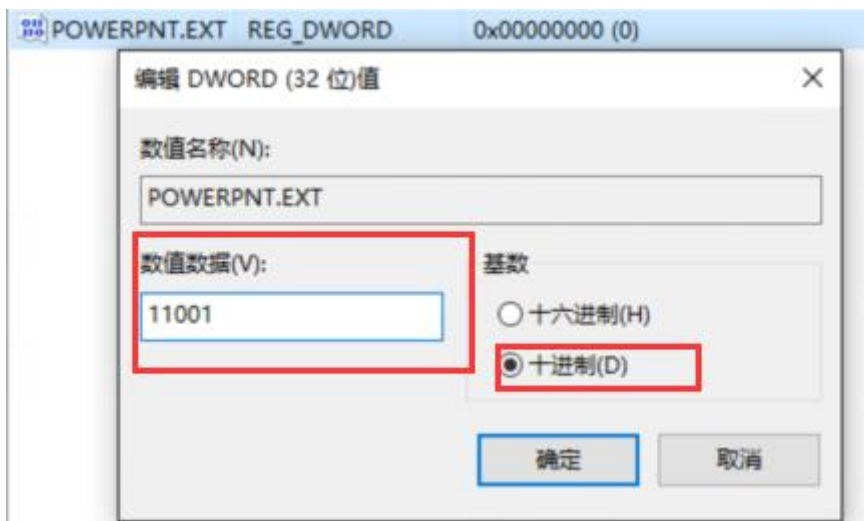 POWERPNT.EXT REG_DWORD 0x00000000 (0)
编辑 DWORD (32 位)值
数值名称(N):
POWERPNT.EXT
数值数据(V):
11001
基数
十六进制(H)
十进制(D)
确定
取消